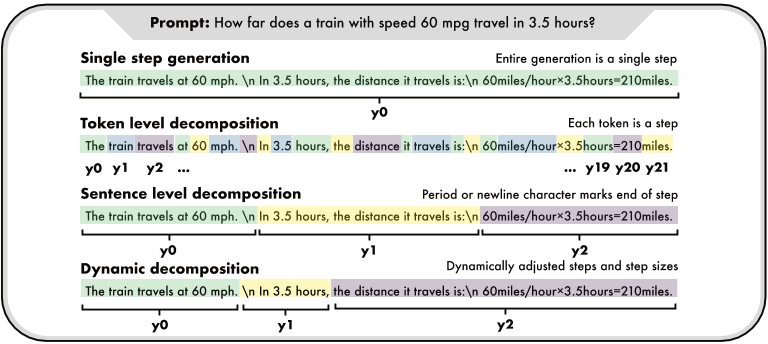 Prompt: How far does a train with speed 60 mpg travel in 3.5 hours?
Single step generation Entire generation is a single step
The train travels at 60 mph. \n In 3.5 hours, the distance it travels is:\n 60miles/hour×3.5hours=210miles.
y0
Token level decomposition Each token is a step
The train travels at 60 mph. \n In 3.5 hours, the distance it travels is:\n 60miles/hour×3.5hours=210miles.
y0 y1 y2 ... ... y19 y20 y21
Sentence level decomposition Period or newline character marks end of step
The train travels at 60 mph. \n In 3.5 hours, the distance it travels is:\n 60miles/hour×3.5hours=210miles.
y0 y1 y2
Dynamic decomposition Dynamically adjusted steps and step sizes
The train travels at 60 mph. \n In 3.5 hours, the distance it travels is:\n 60miles/hour×3.5hours=210miles.
y0 y1 y2